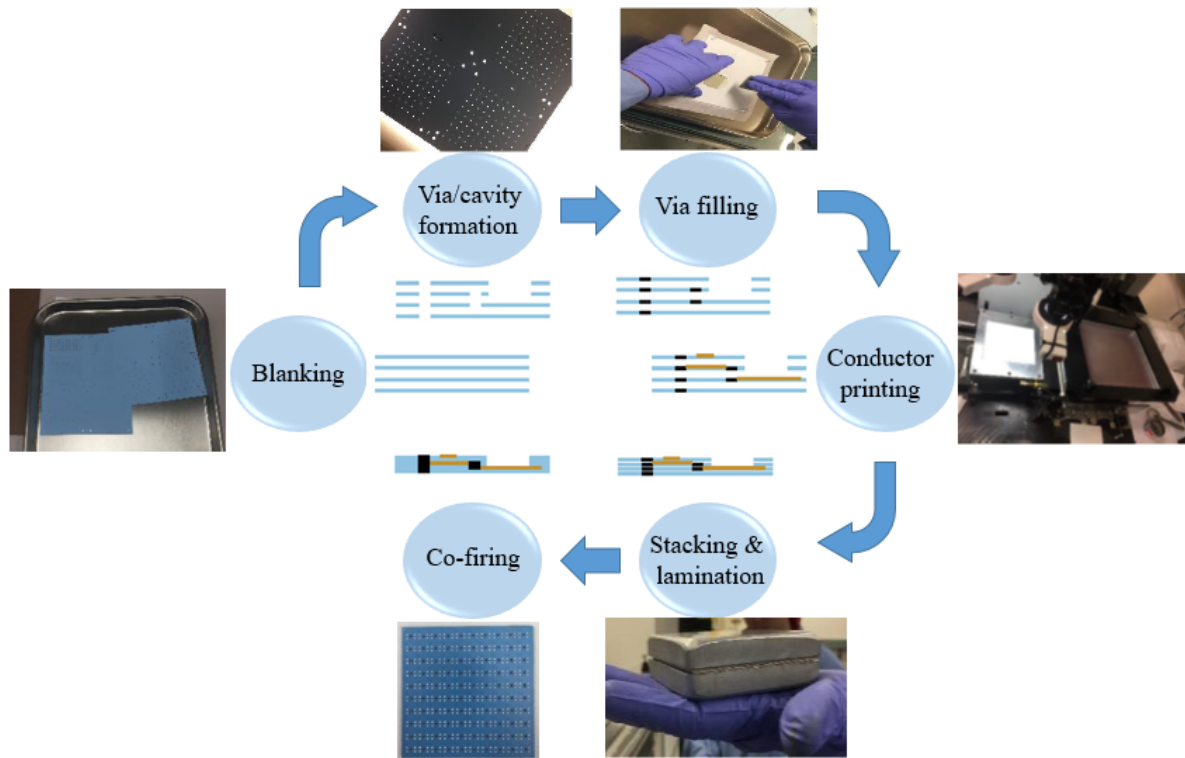 Via/cavity
formation
Via filling
Blanking
Conductor
printing
Co-firing
Stacking &
lamination